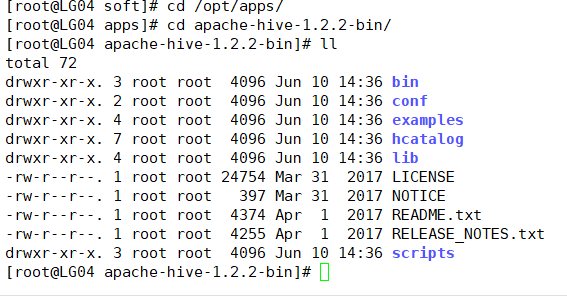 [root@LG04 soft]# cd /opt/apps/
[root@LG04 apps]# cd apache-hive-1.2.2-bin/
[root@LG04 apache-hive-1.2.2-bin]# ll
total 72
drwxr-xr-x. 3 root root  4096 Jun 10 14:36 bin
drwxr-xr-x. 2 root root  4096 Jun 10 14:36 conf
drwxr-xr-x. 4 root root  4096 Jun 10 14:36 examples
drwxr-xr-x. 7 root root  4096 Jun 10 14:36 hcatalog
drwxr-xr-x. 4 root root  4096 Jun 10 14:36 lib
-rw-r--r--. 1 root root 24754 Mar 31  2017 LICENSE
-rw-r--r--. 1 root root   397 Mar 31  2017 NOTICE
-rw-r--r--. 1 root root  4374 Apr  1  2017 README.txt
-rw-r--r--. 1 root root  4255 Apr  1  2017 RELEASE_NOTES.txt
drwxr-xr-x. 3 root root  4096 Jun 10 14:36 scripts
[root@LG04 apache-hive-1.2.2-bin]#